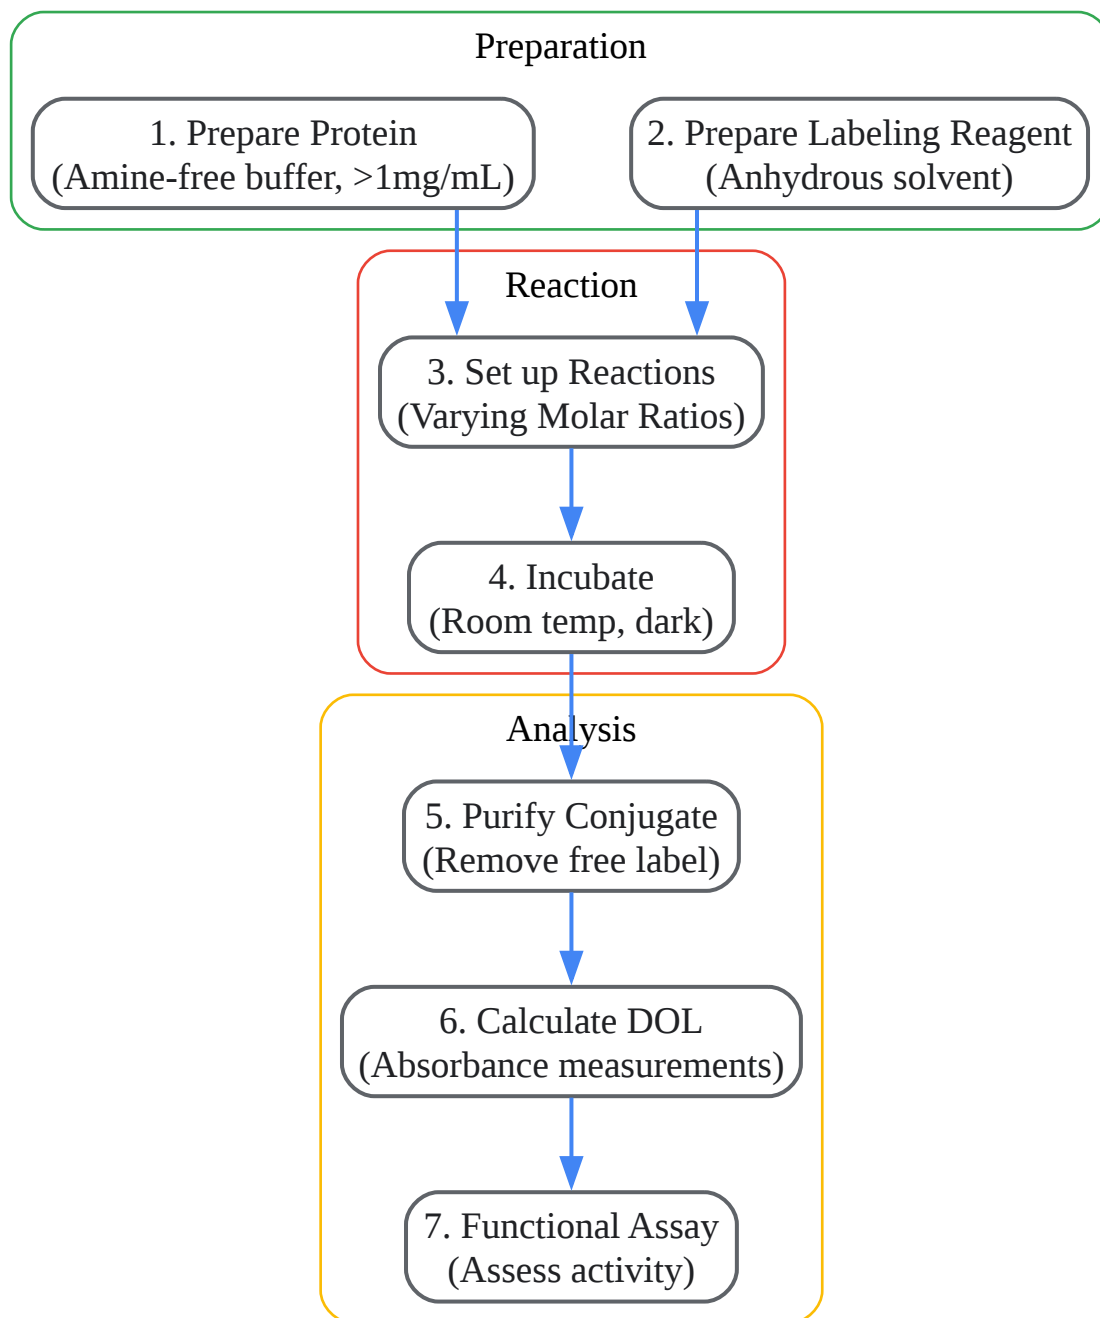 Preparation
1. Prepare Protein
(Amine-free buffer, >1mg/mL)
2. Prepare Labeling Reagent
(Anhydrous solvent)
Reaction
3. Set up Reactions
(Varying Molar Ratios)
4. Incubate
(Room temp, dark)
Analysis
5. Purify Conjugate
(Remove free label)
6. Calculate DOL
(Absorbance measurements)
7. Functional Assay
(Assess activity)